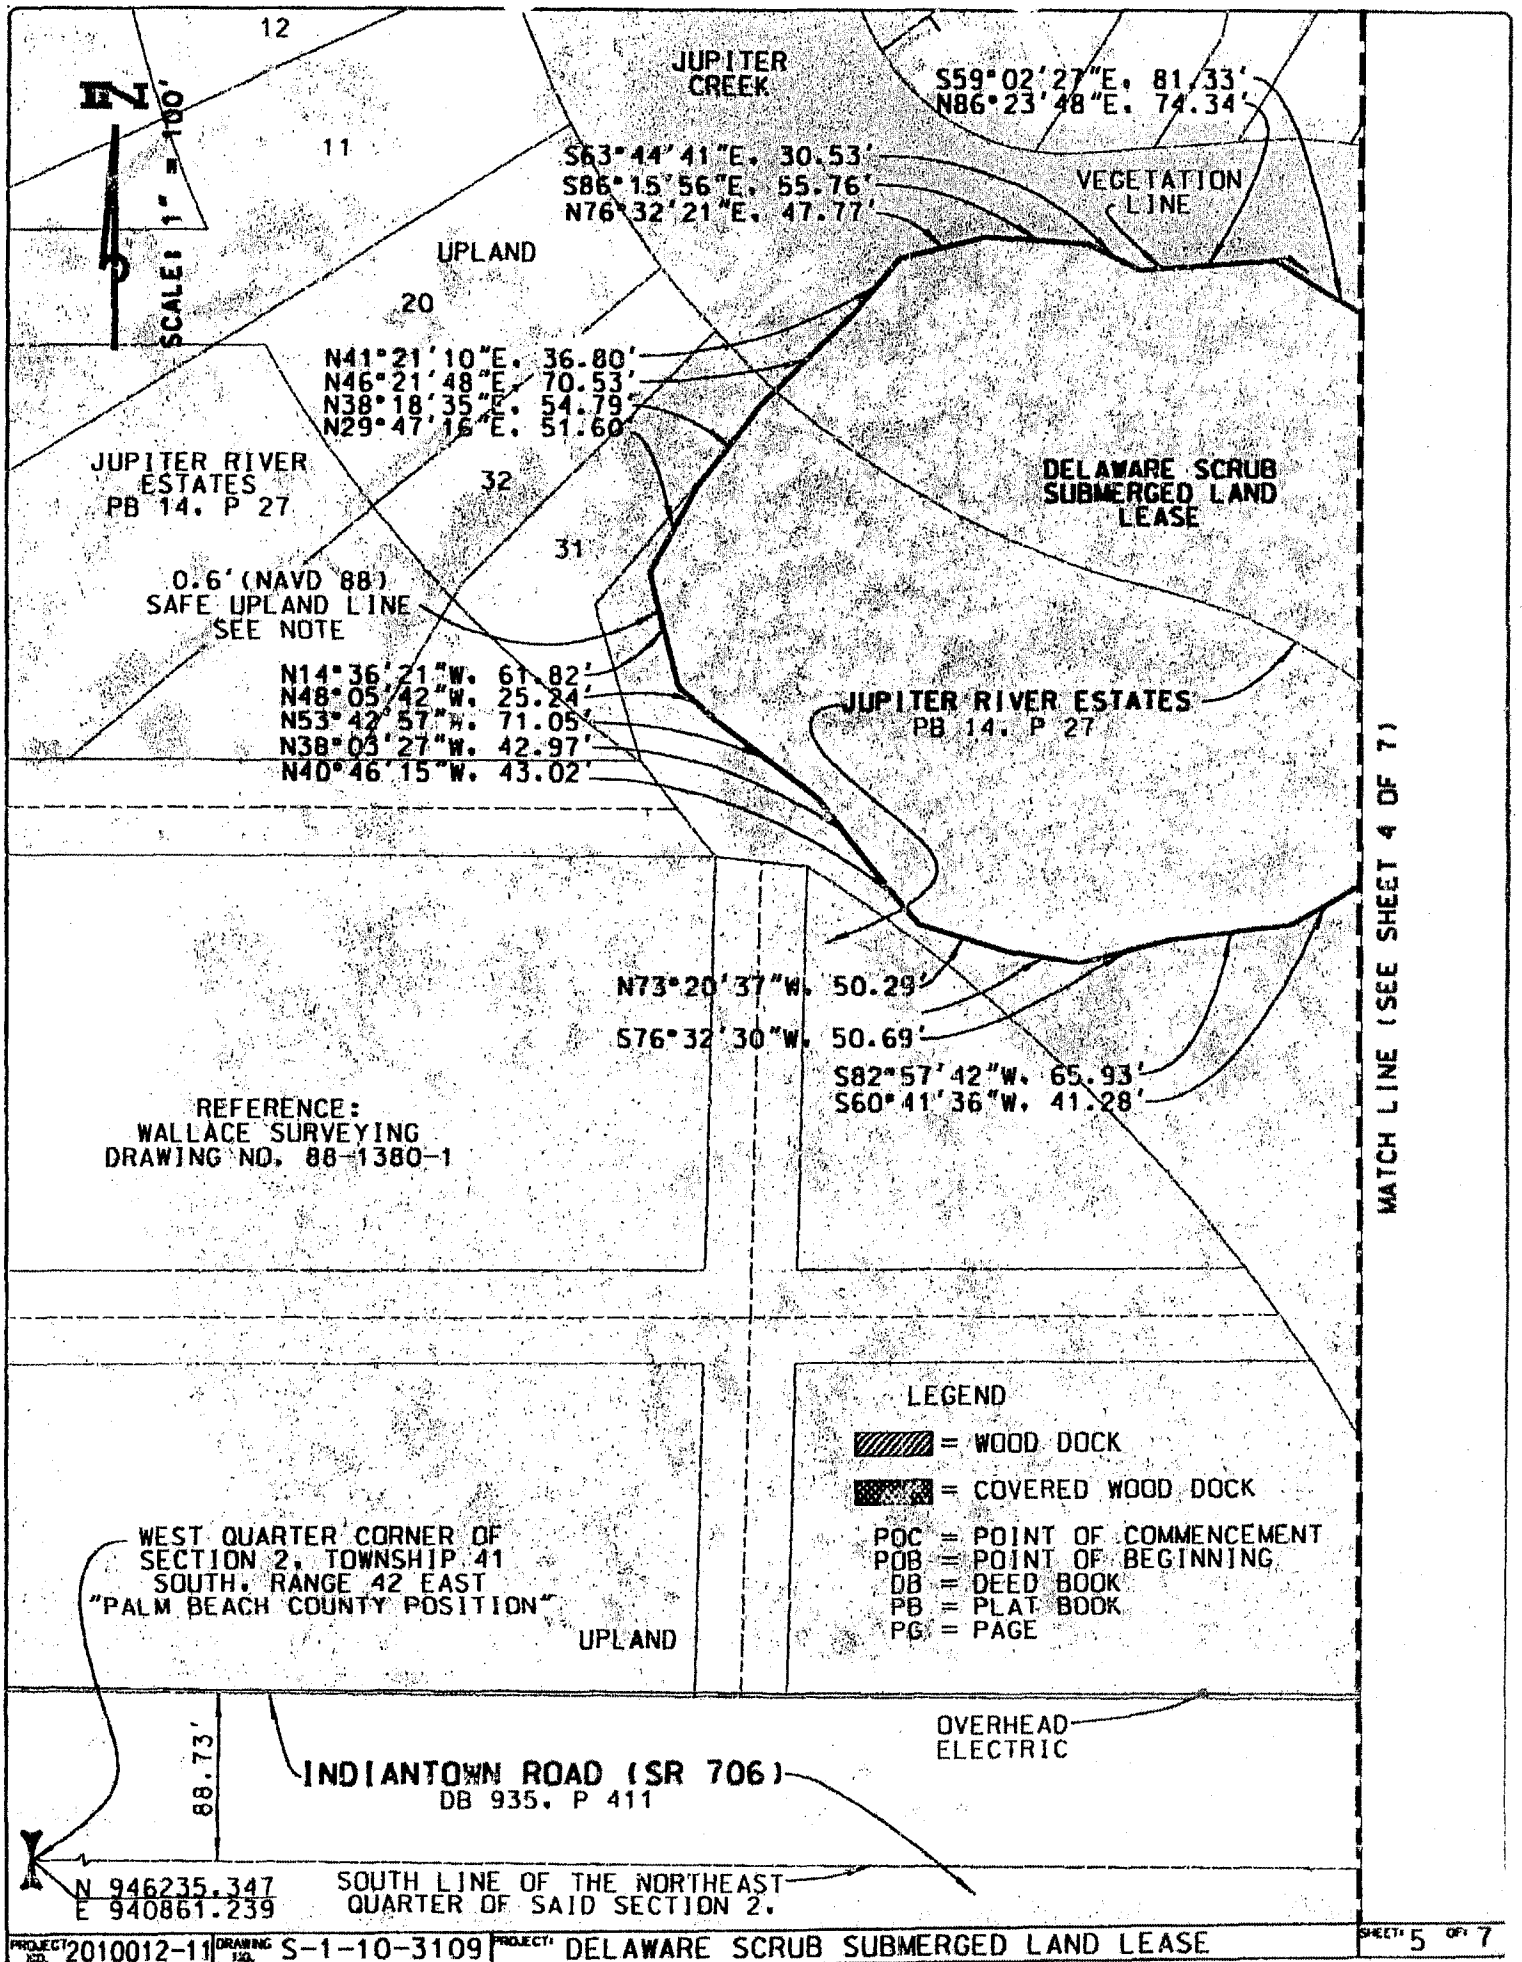 12
JUPITER
CREEK
S59°02'27"E, 81.33'
N86°23'48"E, 74.34'
SCALE: 1" = 100'
11
S63°44'41"E, 30.53'
S86°15'56"E, 55.76'
N76°32'21"E, 47.77'
VEGETATION
LINE
UPLAND
20
N41°21'10"E, 36.80'
N46°21'48"E, 70.53'
N38°18'35"E, 54.79'
N29°47'16"E, 51.60'
JUPITER RIVER
ESTATES
PB 14, P 27
32
DELAWARE SCRUB
SUBMERGED LAND
LEASE
31
0.6' (NAVD 88)
SAFE UPLAND LINE
SEE NOTE
N14°36'21"W, 61.82'
N48°05'42"W, 25.24'
N53°42'57"W, 71.05'
N38°03'27"W, 42.97'
N40°46'15"W, 43.02'
JUPITER RIVER ESTATES
PB 14, P 27
MATCH LINE (SEE SHEET 4 OF 7)
N73°20'37"W, 50.29'
S76°32'30"W, 50.69'
S82°57'42"W, 65.93'
S60°41'36"W, 41.28'
REFERENCE:
WALLACE SURVEYING
DRAWING NO. 88-1380-1
LEGEND
= WOOD DOCK
= COVERED WOOD DOCK
POC = POINT OF COMMENCEMENT
POB = POINT OF BEGINNING
DB = DEED BOOK
PB = PLAT BOOK
PG = PAGE
WEST QUARTER CORNER OF
SECTION 2, TOWNSHIP 41
SOUTH, RANGE 42 EAST
"PALM BEACH COUNTY POSITION"
UPLAND
OVERHEAD
ELECTRIC
88.73'
INDIANTOWN ROAD (SR 706)
DB 935, P 411
N 946235.347
E 940861.239
SOUTH LINE OF THE NORTHEAST
QUARTER OF SAID SECTION 2.
PROJECT NO. 2010012-11 DRAWING NO. S-1-10-3109 PROJECT: DELAWARE SCRUB SUBMERGED LAND LEASE SHEET: 5 OF: 7